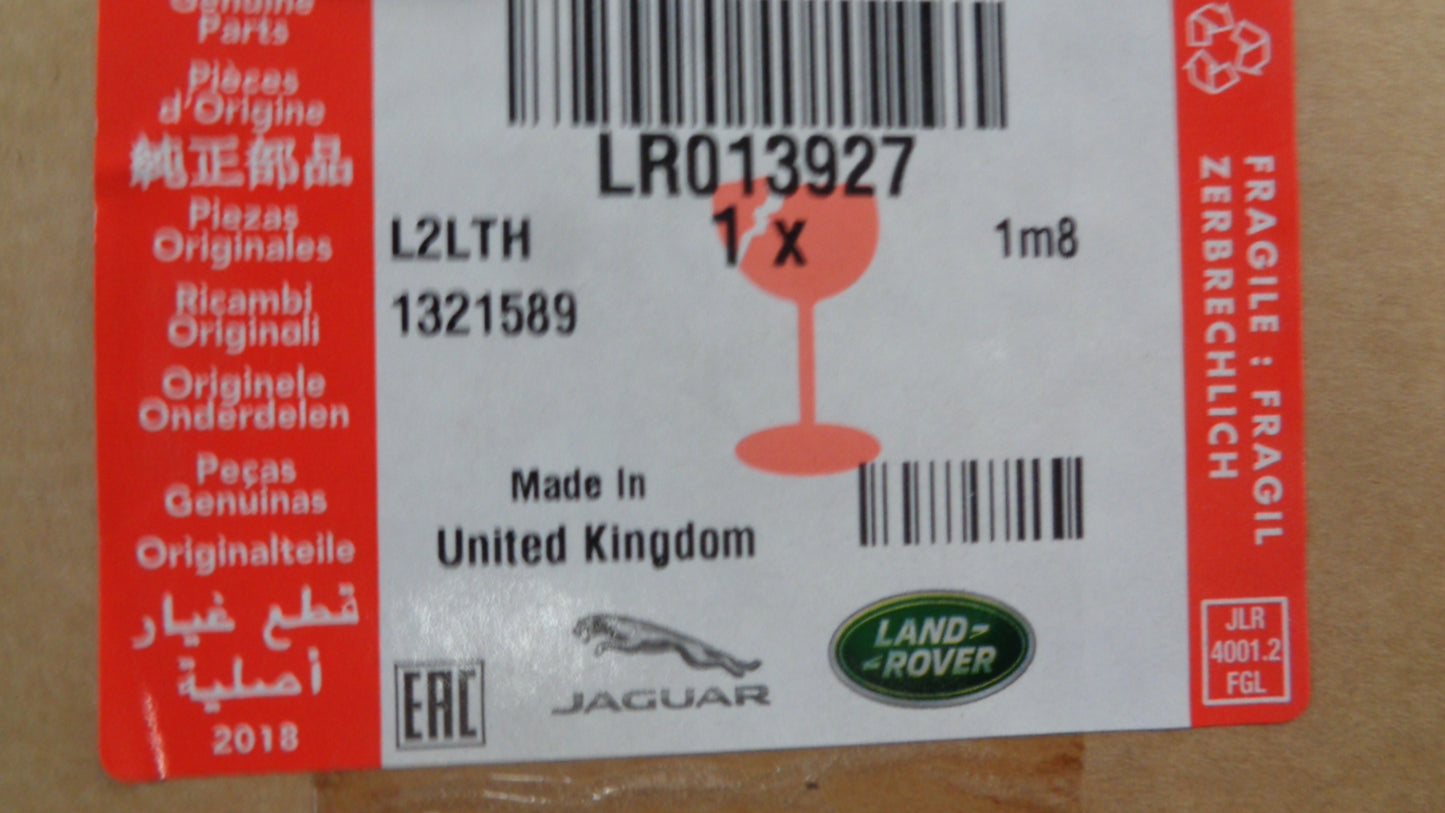 Genuine
Parts
Pièces
d'Origine
純正部品
Piezas
Originales
Ricambi
Originali
Originele
Onderdelen
Peças
Genuínas
Originalteile
قطع غيار
أصلية
2018
LR013927
L2LTH 1 x 1m8
1321589
Made In
United Kingdom
EAC
JAGUAR
LAND-
-ROVER
FRAGILE : FRAGIL
ZERBRECHLICH
JLR
4001.2
FGL